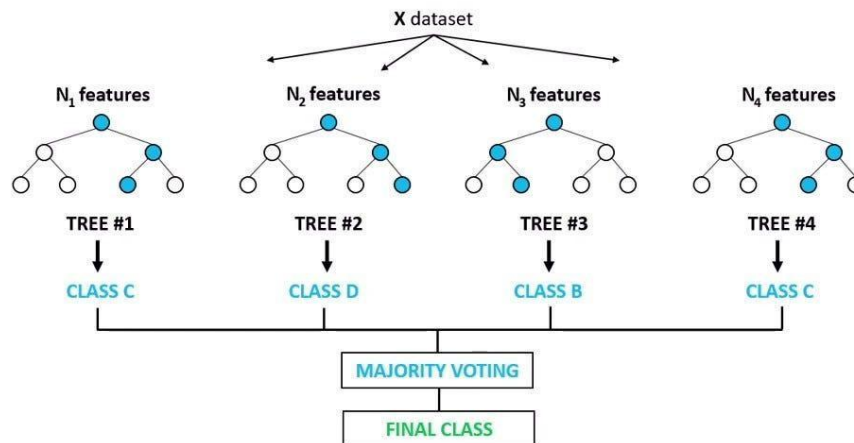 X dataset
N₁ features N₂ features N₃ features N₄ features
TREE #1 TREE #2 TREE #3 TREE #4
CLASS C CLASS D CLASS B CLASS C
MAJORITY VOTING
FINAL CLASS